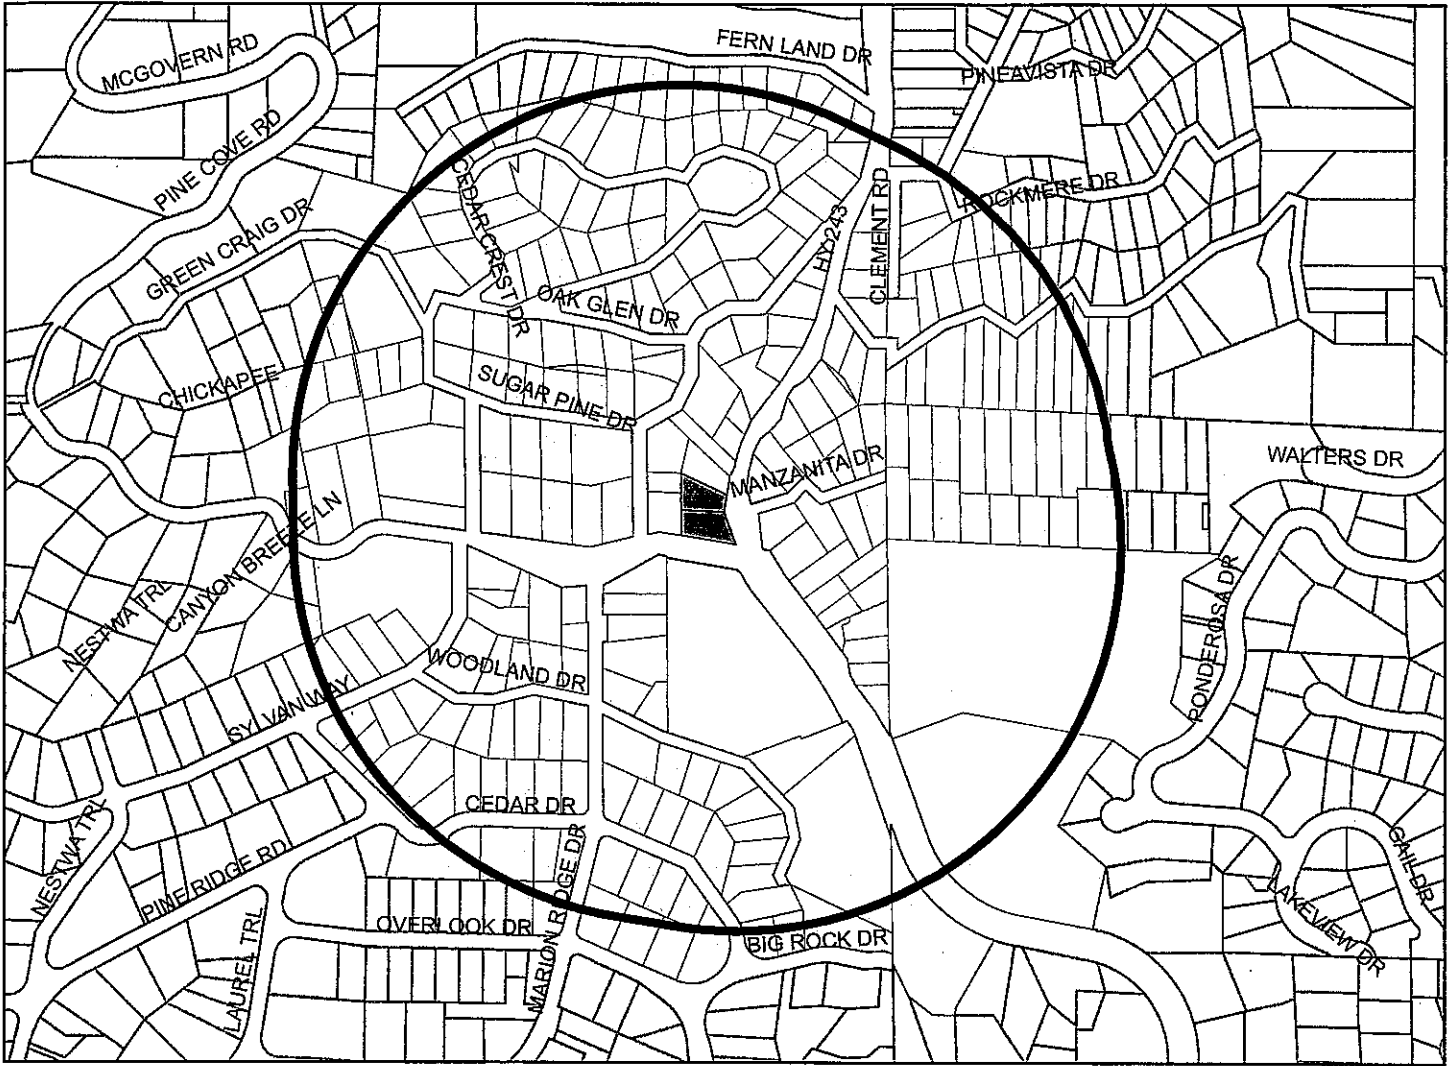 FERN LAND DR
MCGOVERN RD
PINEAVISTA DR
PINE COVE RD
CEDARCREST DR
ROCKMERE DR
CLEMENT RD
HY 243
GREEN CRAIG DR
OAK GLEN DR
CHICKAPEE
SUGAR PINE DR
MANZANITA DR
WALTERS DR
CANYON BREEZE LN
NESTWA TRL
PONDEROSA DR
WOODLAND DR
SYLVAN WAY
CEDAR DR
NESTWA TRL
PINE RIDGE RD
MARION RIDGE DR
GAIL DR
LAKEVIEW DR
OVERLOOK DR
LAUREL TRL
BIG ROCK DR